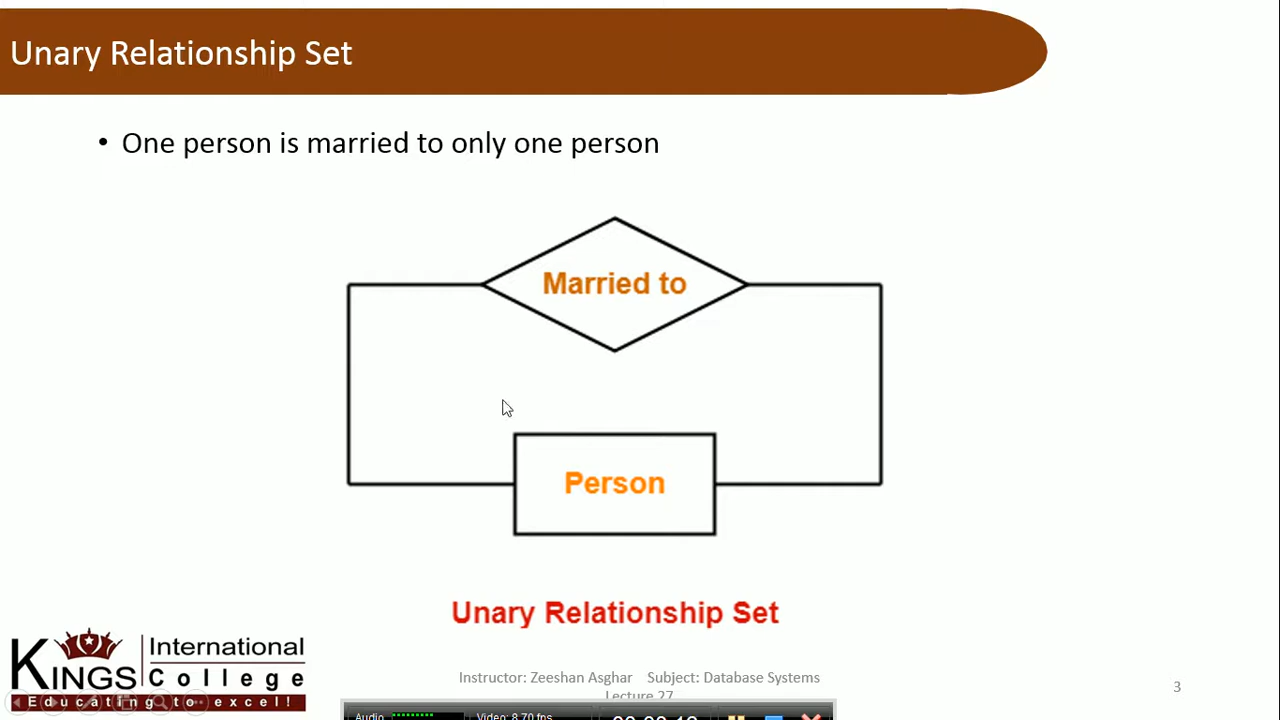 Unary Relationship Set
• One person is married to only one person
Married to
Person
Unary Relationship Set
KINGS International College
Educating to excel!
Instructor: Zeeshan Asghar Subject: Database Systems
Lecture 27
3
Audio Video: 8.70 fps